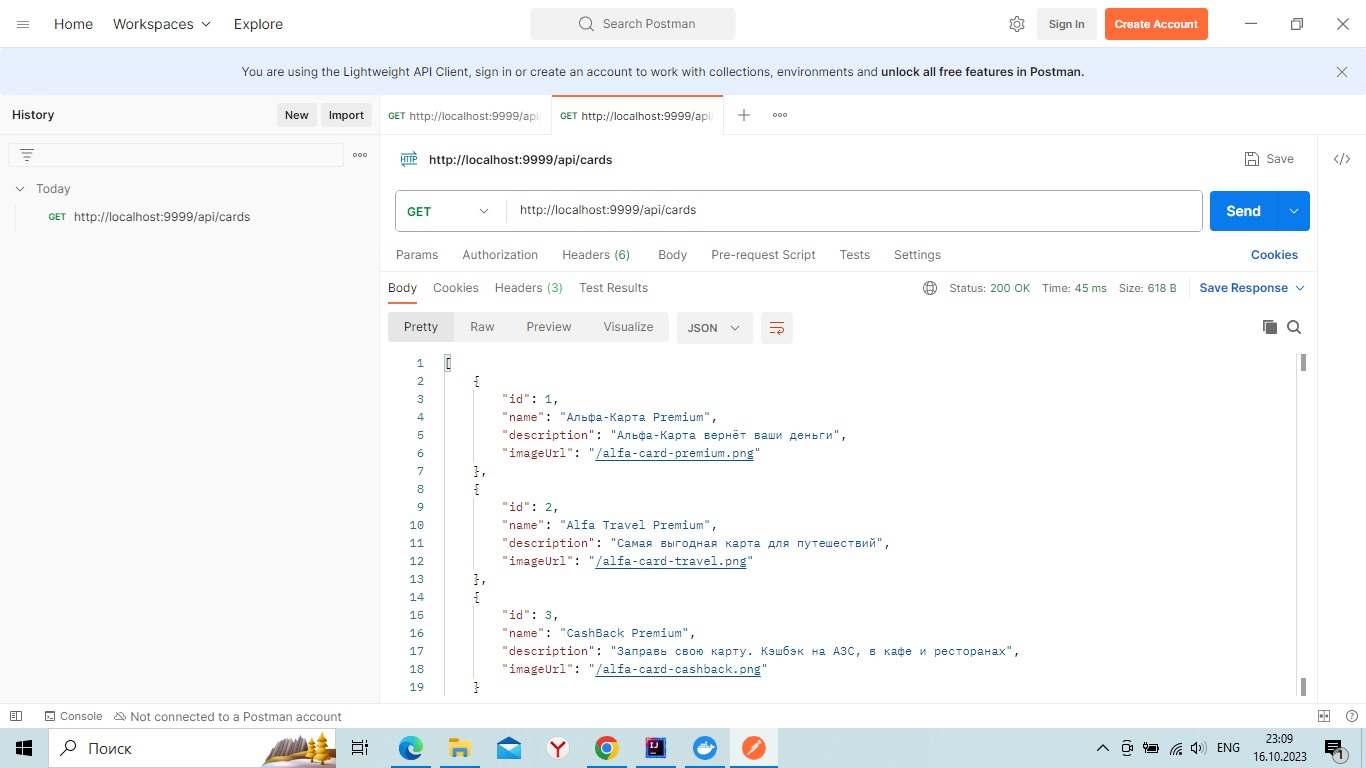 Home Workspaces Explore Search Postman Sign In Create Account
You are using the Lightweight API Client, sign in or create an account to work with collections, environments and unlock all free features in Postman.
History New Import GET http://localhost:9999/api GET http://localhost:9999/api/
http://localhost:9999/api/cards Save
Today
GET http://localhost:9999/api/cards
GET http://localhost:9999/api/cards Send
Params Authorization Headers (6) Body Pre-request Script Tests Settings Cookies
Body Cookies Headers (3) Test Results Status: 200 OK Time: 45 ms Size: 618 B Save Response
Pretty Raw Preview Visualize JSON
1 [
2 {
3 "id": 1,
4 "name": "Альфа-Карта Premium",
5 "description": "Альфа-Карта вернёт ваши деньги",
6 "imageUrl": "/alfa-card-premium.png"
7 },
8 {
9 "id": 2,
10 "name": "Alfa Travel Premium",
11 "description": "Самая выгодная карта для путешествий",
12 "imageUrl": "/alfa-card-travel.png"
13 },
14 {
15 "id": 3,
16 "name": "CashBack Premium",
17 "description": "Заправь свою карту. Кэшбэк на АЗС, в кафе и ресторанах",
18 "imageUrl": "/alfa-card-cashback.png"
19 }
Console Not connected to a Postman account
Поиск ENG 23:09
16.10.2023 1